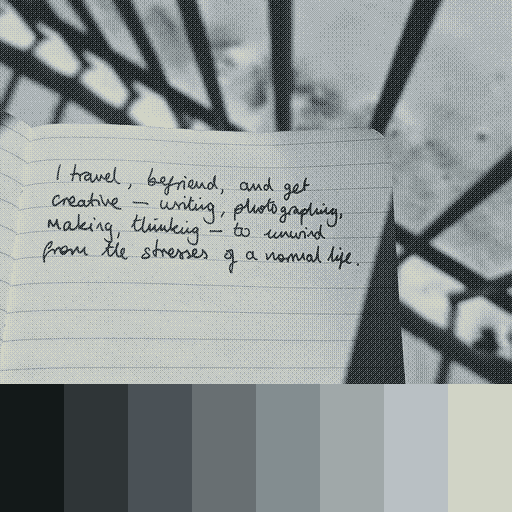 I travel, befriend, and get
creative – writing, photographing,
making, thinking – to unwind
from the stresses of a normal life.